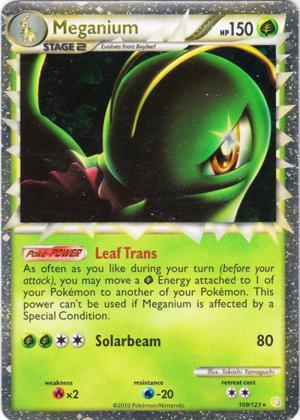 Meganium HP 150
STAGE 2 Evolves from Bayleef
Poké-POWER Leaf Trans
As often as you like during your turn (before your
attack), you may move a Energy attached to 1
of your Pokémon to another of your Pokémon. This
power can't be used if Meganium is affected by a
Special Condition.
Solarbeam 80
weakness resistance retreat cost
×2 -20
Illus. Takashi Yamaguchi
©2010 Pokémon/Nintendo 109/123 ★